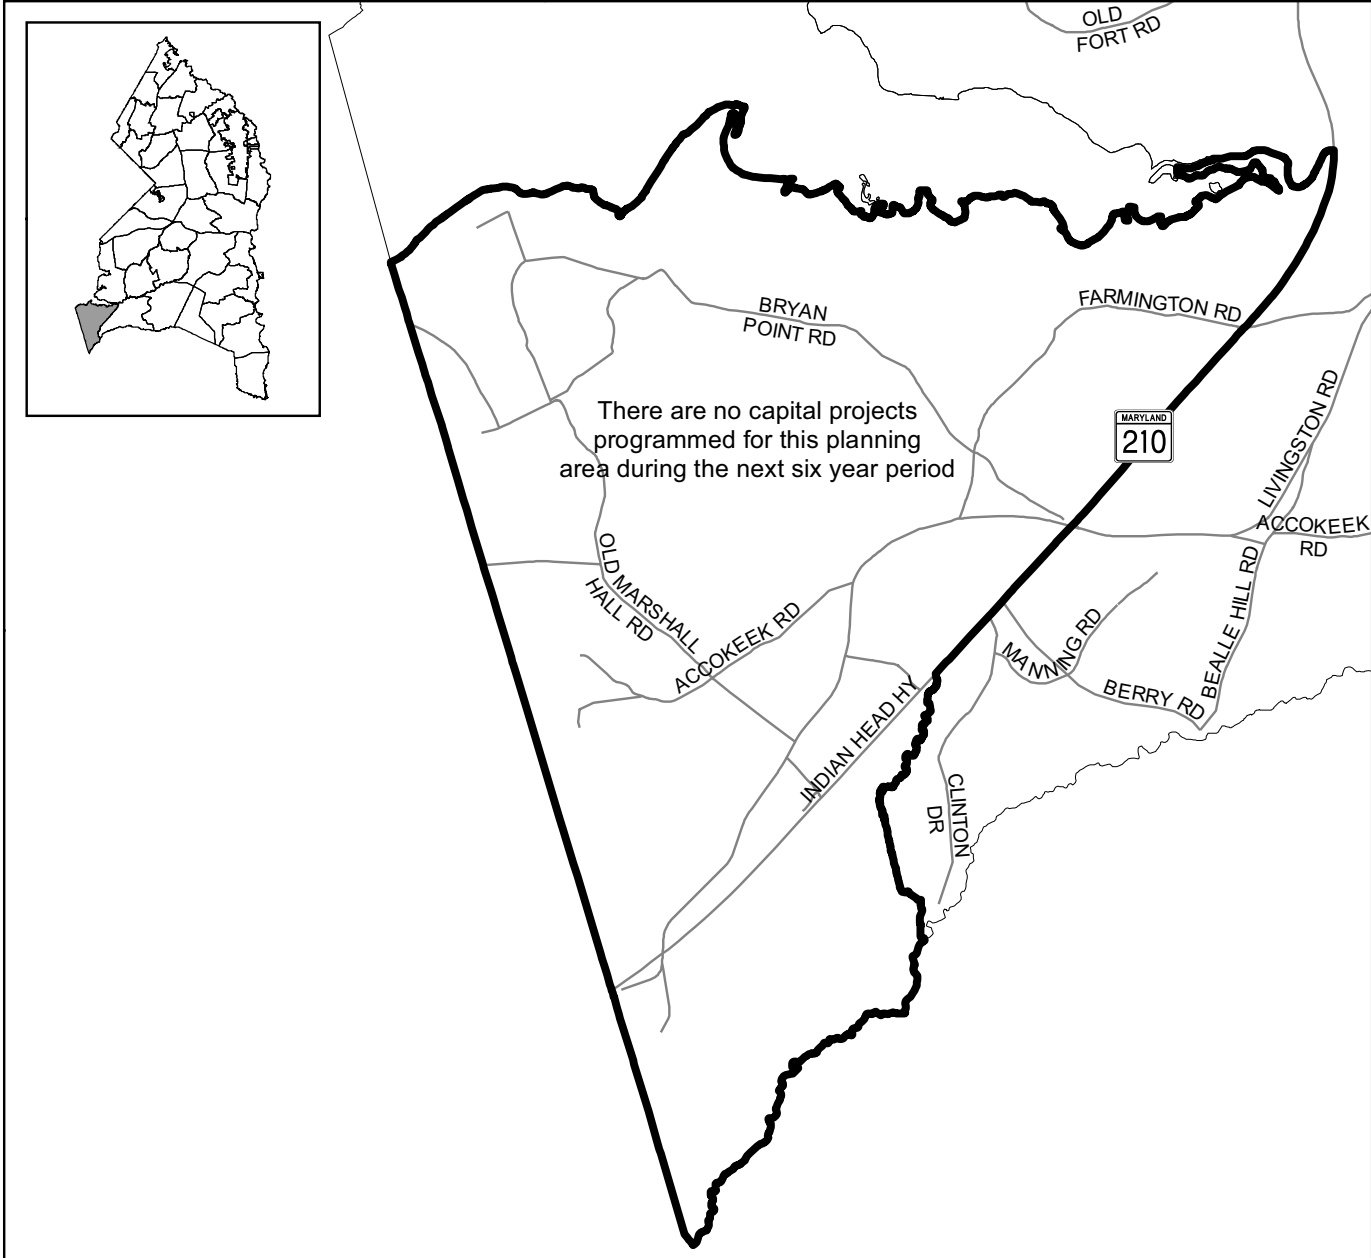 OLD
FORT RD
BRYAN
POINT RD
FARMINGTON RD
There are no capital projects
programmed for this planning
area during the next six year period
MARYLAND
210
LIVINGSTON RD
ACCOKEEK
RD
OLD MARSHALL
HALL RD
ACCOKEEK RD
MANNING RD
BEALLE HILL RD
BERRY RD
INDIAN HEAD HY
CLINTON
DR